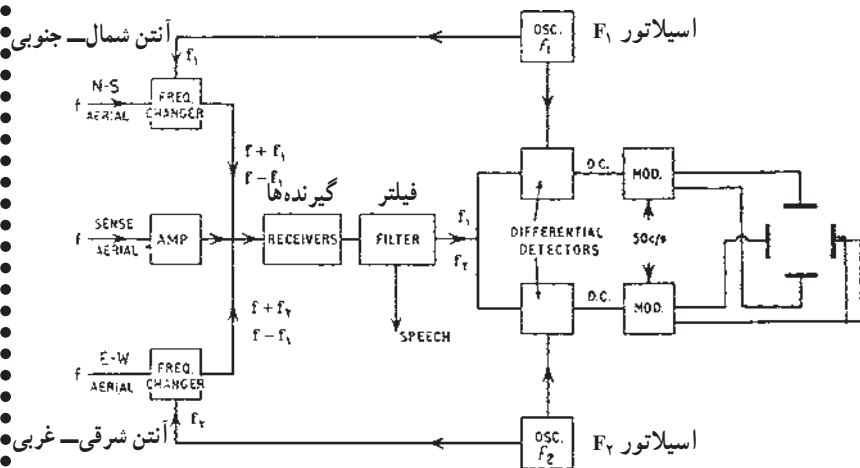 آنتن شمال ـ جنوبی
OSC.
f₁
اسیلاتور F₁
f₁
f
N-S
AERIAL
FREQ.
CHANGER
f + f₁
f − f₁
گیرنده‌ها
فیلتر
f
SENSE
AERIAL
AMP
RECEIVERS
FILTER
f₁
f₂
SPEECH
DIFFERENTIAL
DETECTORS
D.C.
MOD.
50c/s
D.C.
MOD.
f + f₂
f − f₂
f
E-W
AERIAL
FREQ.
CHANGER
f₂
آنتن شرقی ـ غربی
OSC.
f₂
اسیلاتور F₂